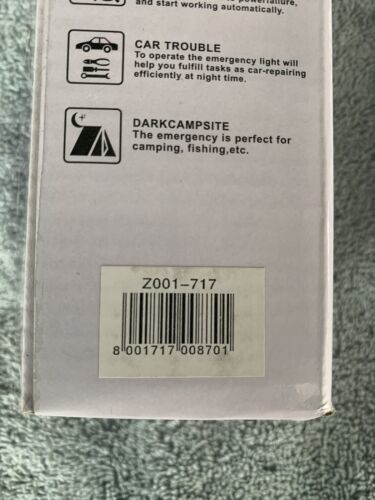 powerfailure,
and start working automatically.
CAR TROUBLE
To operate the emergency light will
help you fulfill tasks as car-repairing
efficiently at night time.
DARKCAMPSITE
The emergency is perfect for
camping, fishing,etc.
Z001-717
8 001717 008701